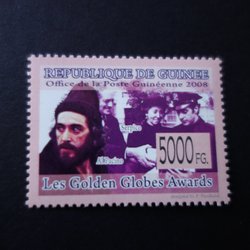 REPUBLIQUE DE GUINEE
Office de la Poste Guinéenne 2008
Serpico
Al Pacino
5000 FG.
Les Golden Globes Awards